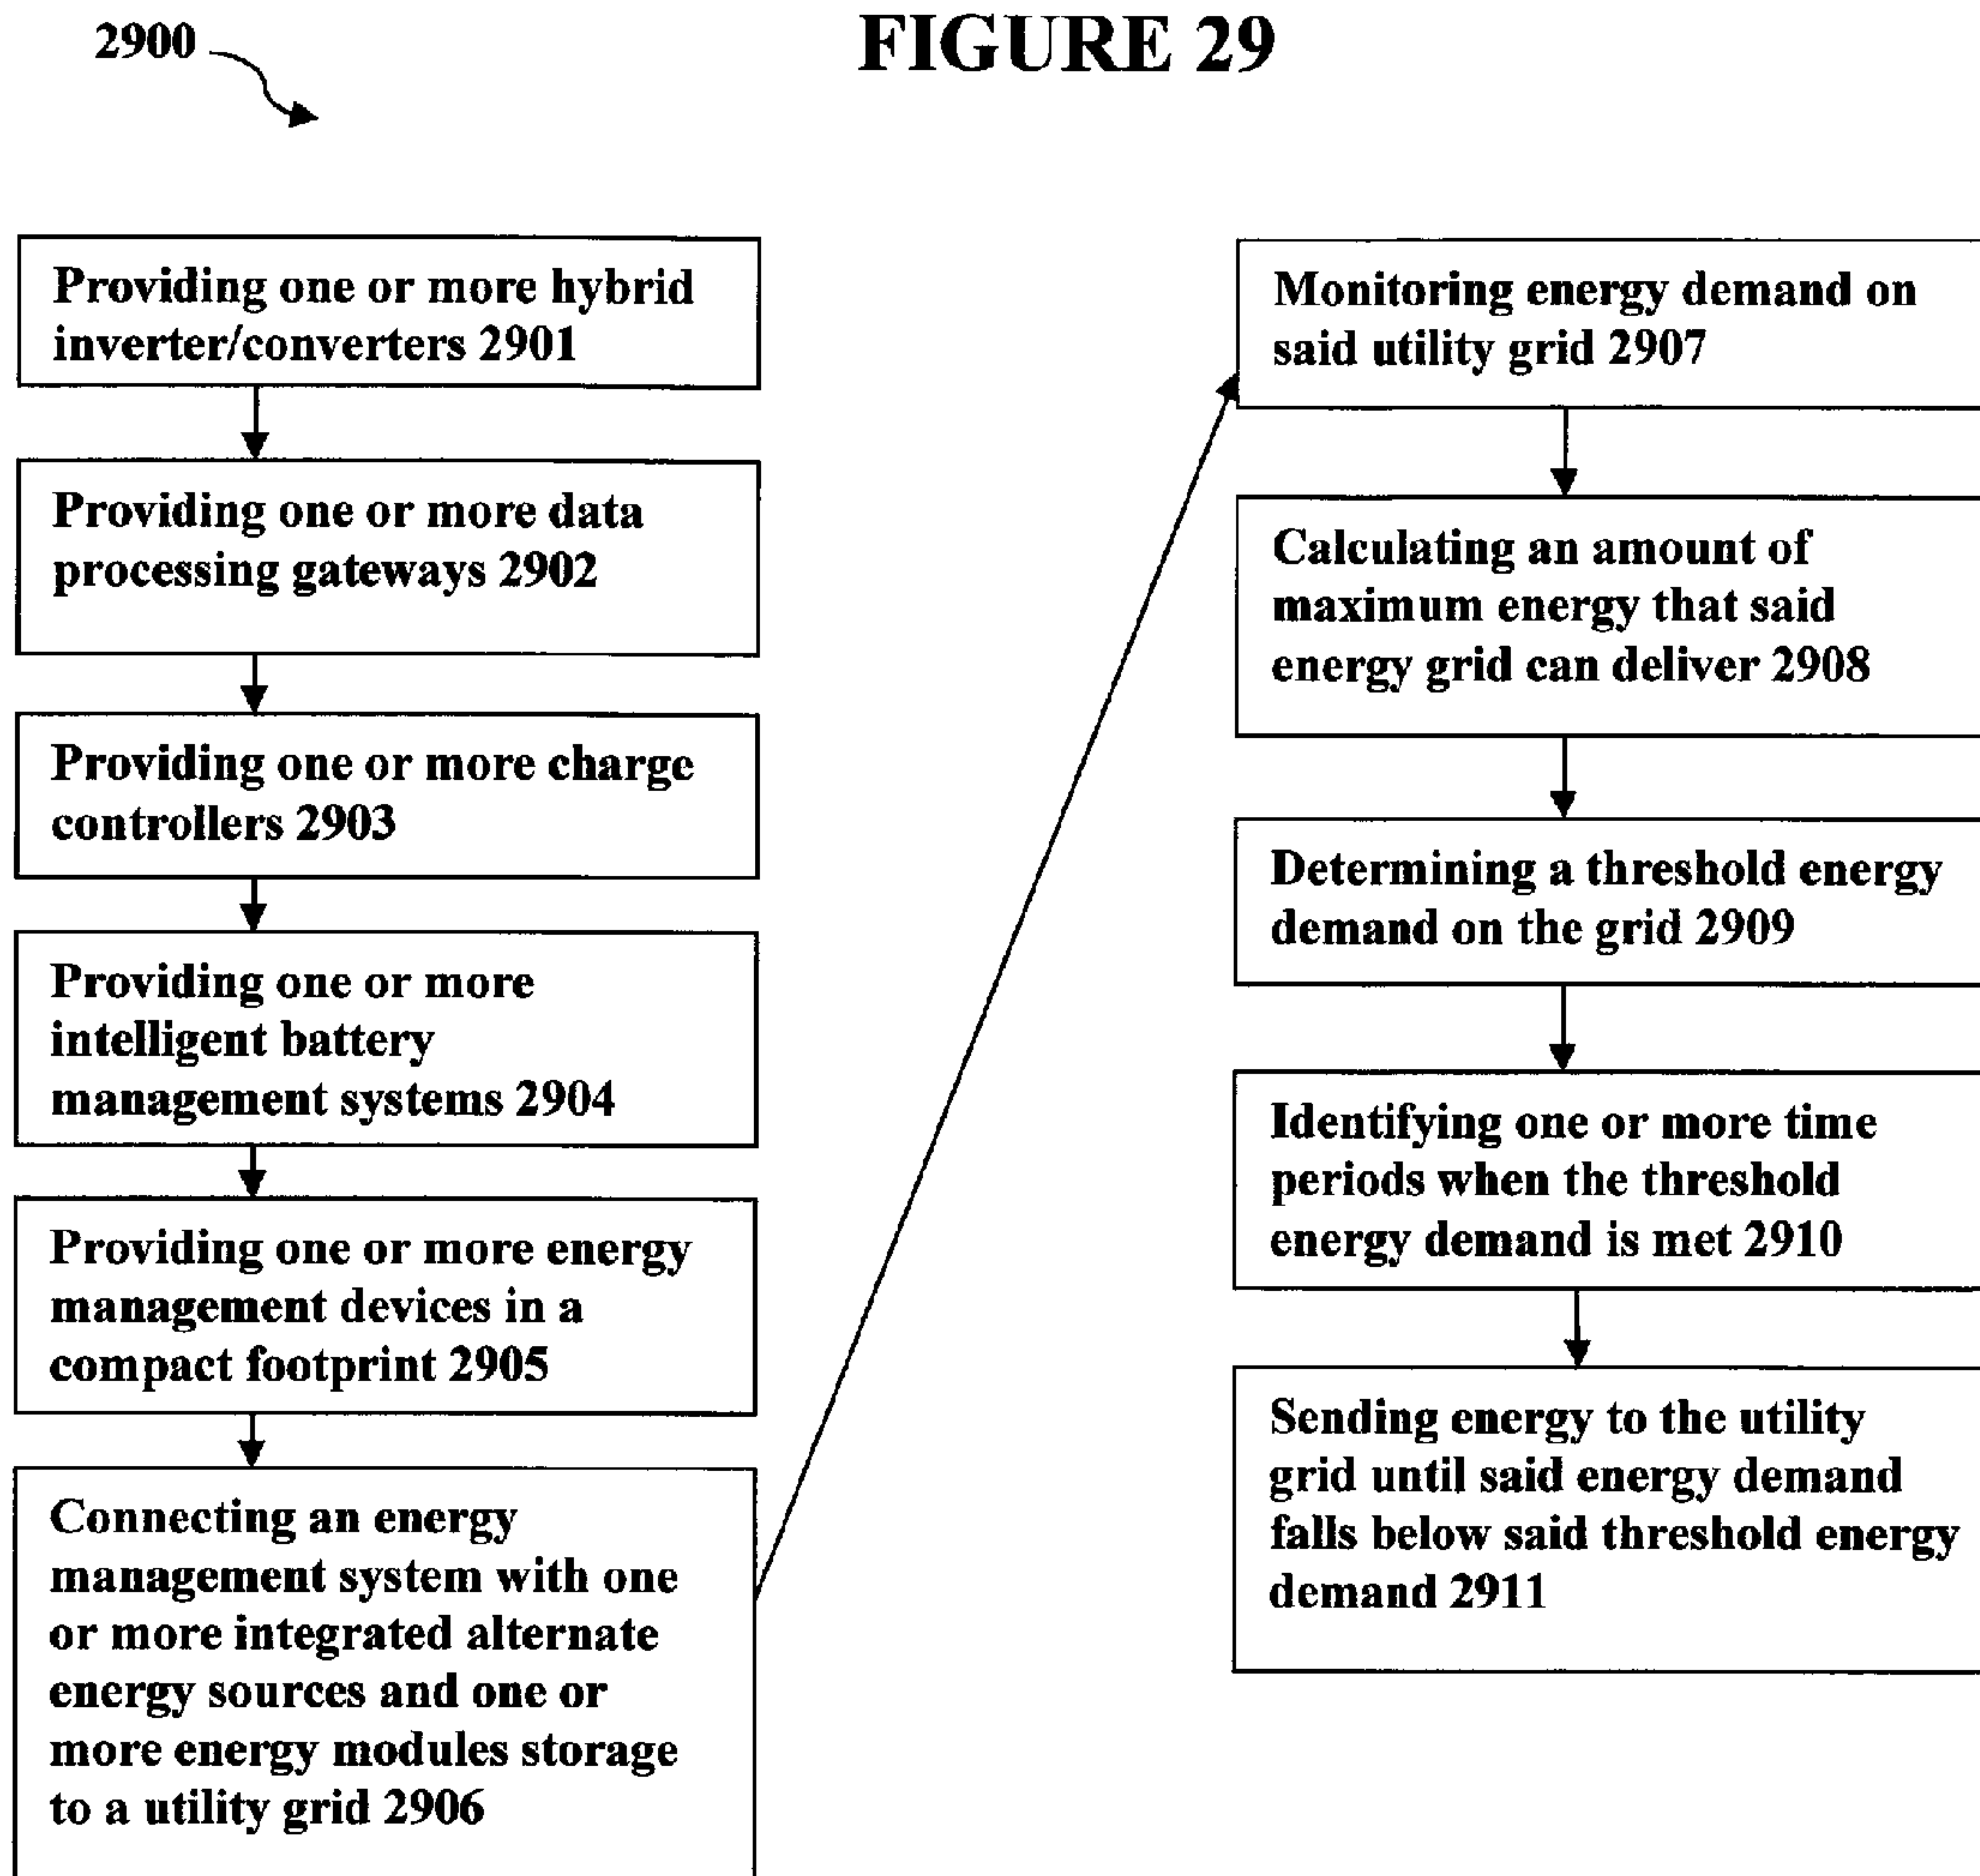 2900
FIGURE 29
Providing one or more hybrid
inverter/converters 2901
Providing one or more data
processing gateways 2902
Providing one or more charge
controllers 2903
Providing one or more
intelligent battery
management systems 2904
Providing one or more energy
management devices in a
compact footprint 2905
Connecting an energy
management system with one
or more integrated alternate
energy sources and one or
more energy modules storage
to a utility grid 2906
Monitoring energy demand on
said utility grid 2907
Calculating an amount of
maximum energy that said
energy grid can deliver 2908
Determining a threshold energy
demand on the grid 2909
Identifying one or more time
periods when the threshold
energy demand is met 2910
Sending energy to the utility
grid until said energy demand
falls below said threshold energy
demand 2911